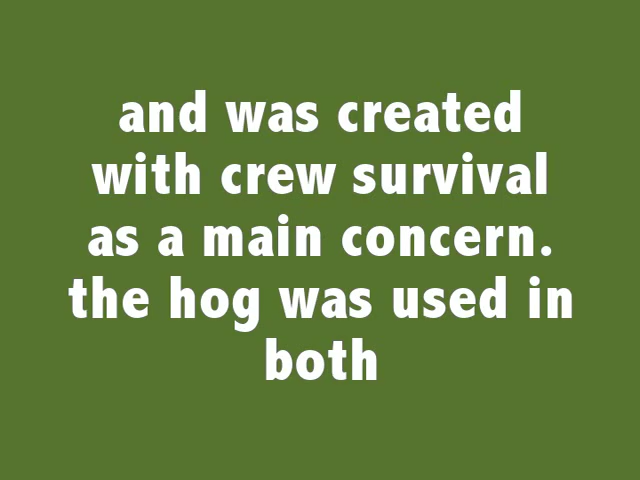 and was created
with crew survival
as a main concern.
the hog was used in
both